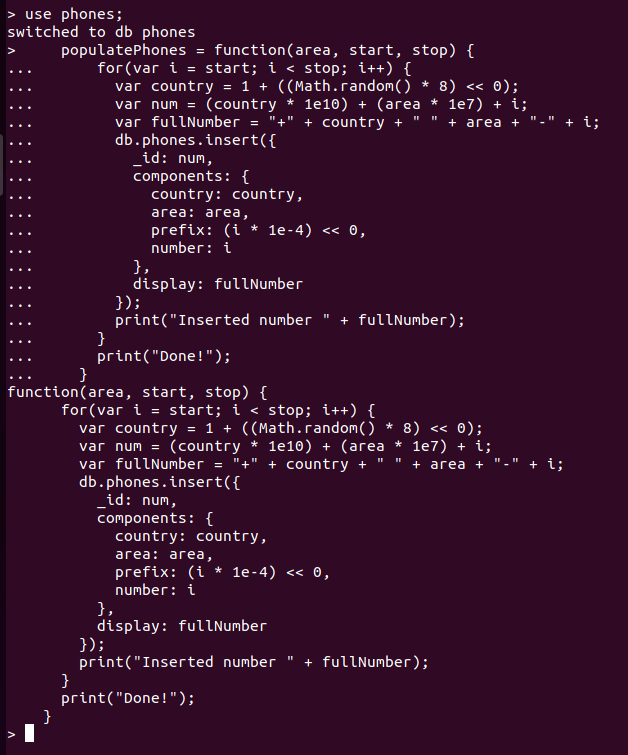 > use phones;
switched to db phones
>     populatePhones = function(area, start, stop) {
...       for(var i = start; i < stop; i++) {
...         var country = 1 + ((Math.random() * 8) << 0);
...         var num = (country * 1e10) + (area * 1e7) + i;
...         var fullNumber = "+" + country + " " + area + "-" + i;
...         db.phones.insert({
...           _id: num,
...           components: {
...             country: country,
...             area: area,
...             prefix: (i * 1e-4) << 0,
...             number: i
...           },
...           display: fullNumber
...         });
...         print("Inserted number " + fullNumber);
...       }
...       print("Done!");
...     }
function(area, start, stop) {
      for(var i = start; i < stop; i++) {
        var country = 1 + ((Math.random() * 8) << 0);
        var num = (country * 1e10) + (area * 1e7) + i;
        var fullNumber = "+" + country + " " + area + "-" + i;
        db.phones.insert({
          _id: num,
          components: {
            country: country,
            area: area,
            prefix: (i * 1e-4) << 0,
            number: i
          },
          display: fullNumber
        });
        print("Inserted number " + fullNumber);
      }
      print("Done!");
    }
>